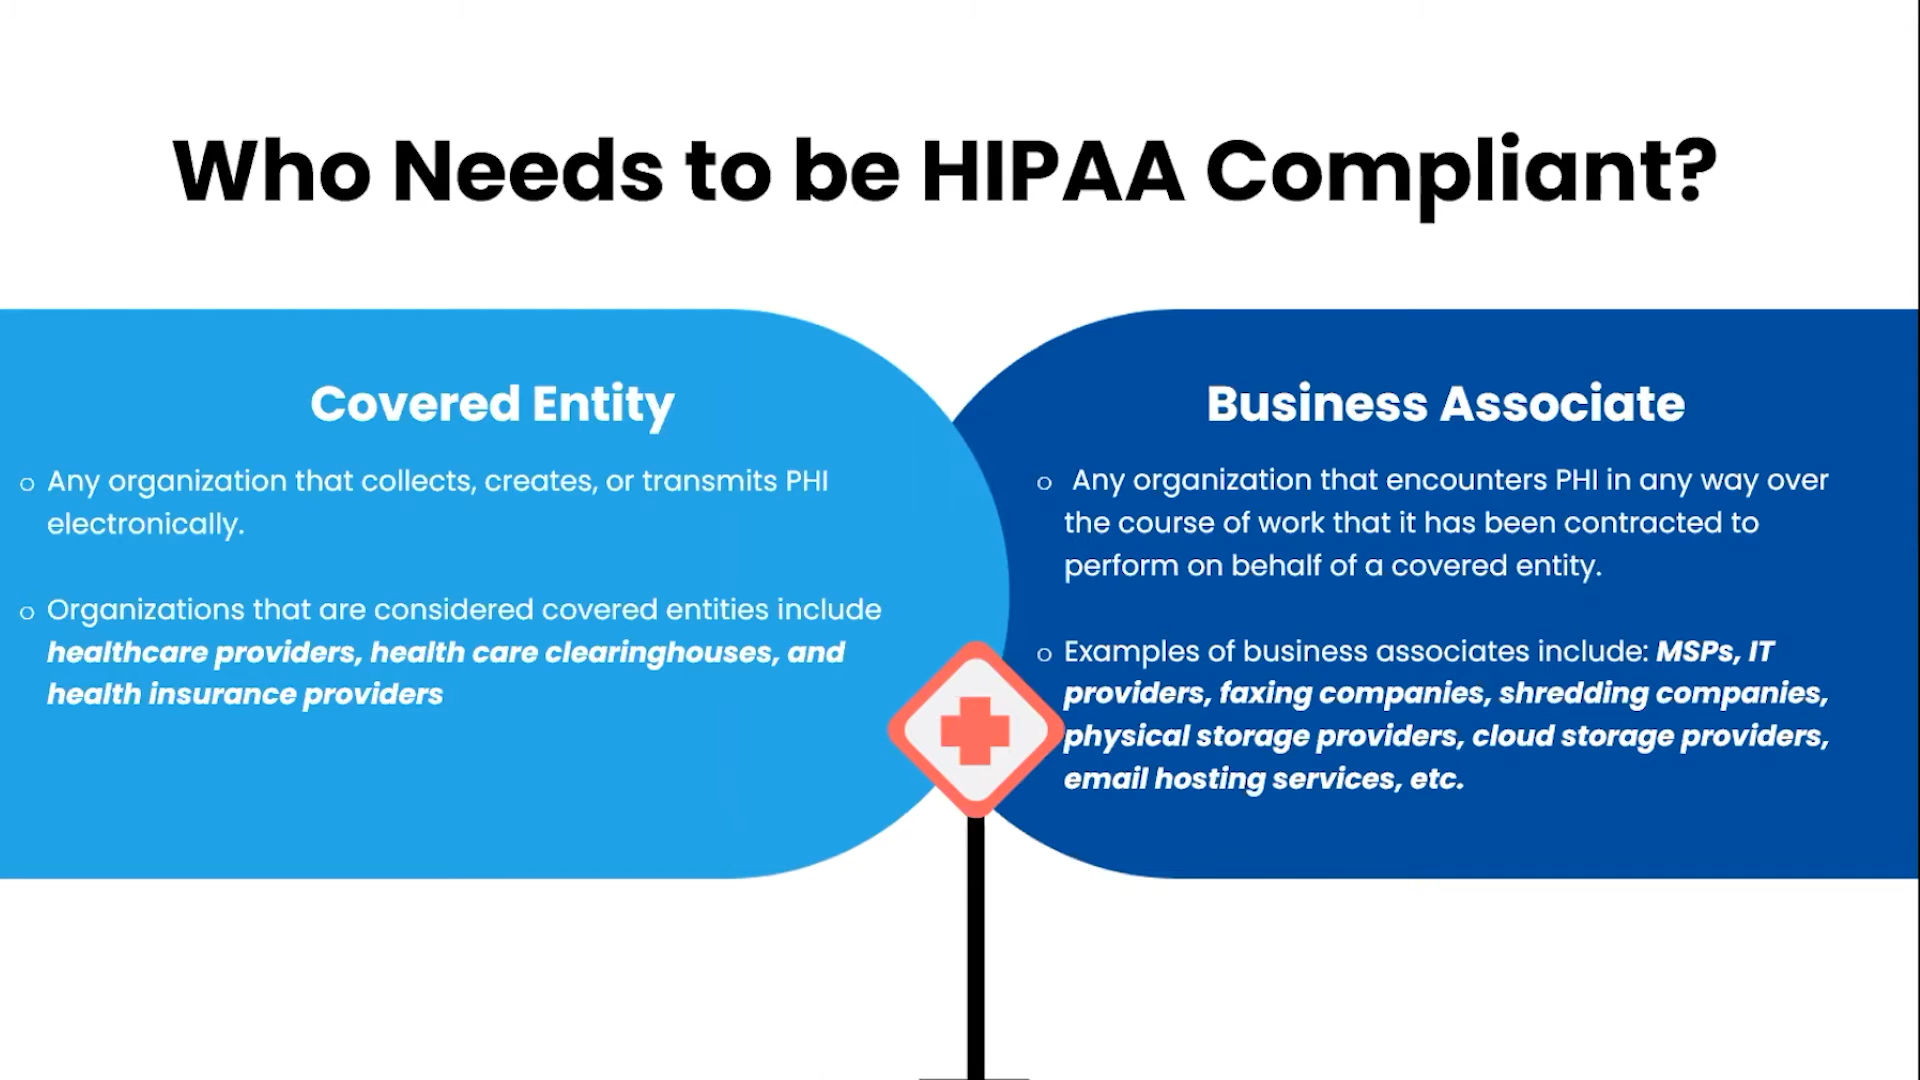 Who Needs to be HIPAA Compliant?
Covered Entity
o Any organization that collects, creates, or transmits PHI
electronically.
o Organizations that are considered covered entities include
healthcare providers, health care clearinghouses, and
health insurance providers
Business Associate
o Any organization that encounters PHI in any way over
the course of work that it has been contracted to
perform on behalf of a covered entity.
o Examples of business associates include: MSPs, IT
providers, faxing companies, shredding companies,
physical storage providers, cloud storage providers,
email hosting services, etc.